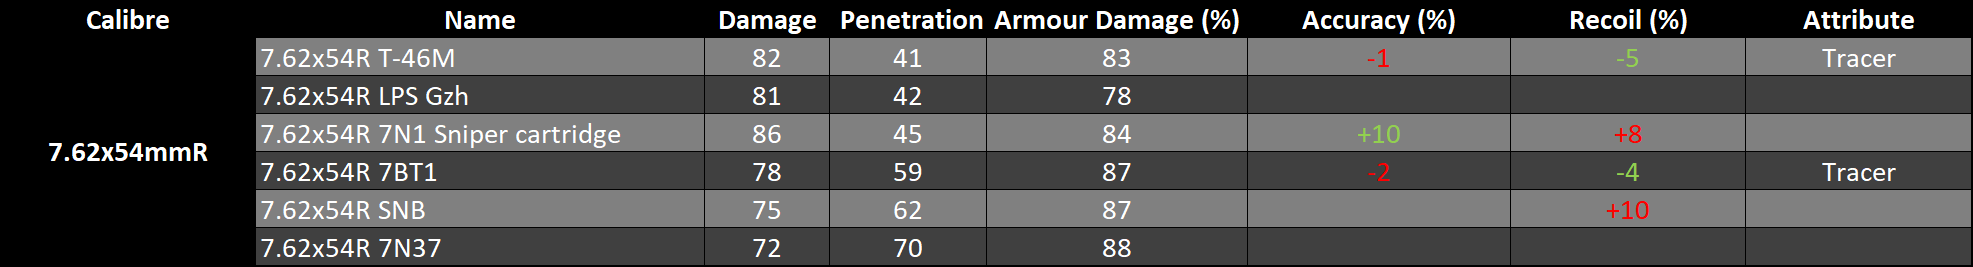 Calibre Name Damage Penetration Armour Damage (%) Accuracy (%) Recoil (%) Attribute
7.62x54R T-46M 82 41 83 -1 -5 Tracer
7.62x54R LPS Gzh 81 42 78
7.62x54R 7N1 Sniper cartridge 86 45 84 +10 +8
7.62x54mmR
7.62x54R 7BT1 78 59 87 -2 -4 Tracer
7.62x54R SNB 75 62 87 +10
7.62x54R 7N37 72 70 88